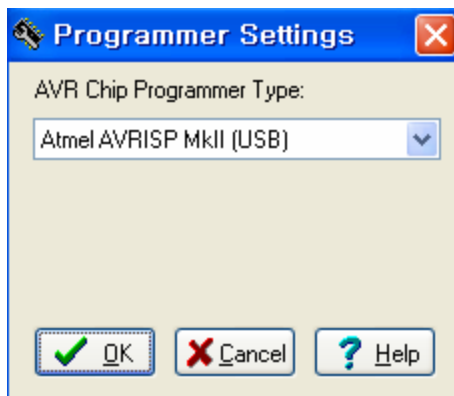 Programmer Settings
AVR Chip Programmer Type:
Atmel AVRISP MkII (USB)
OK
Cancel
Help